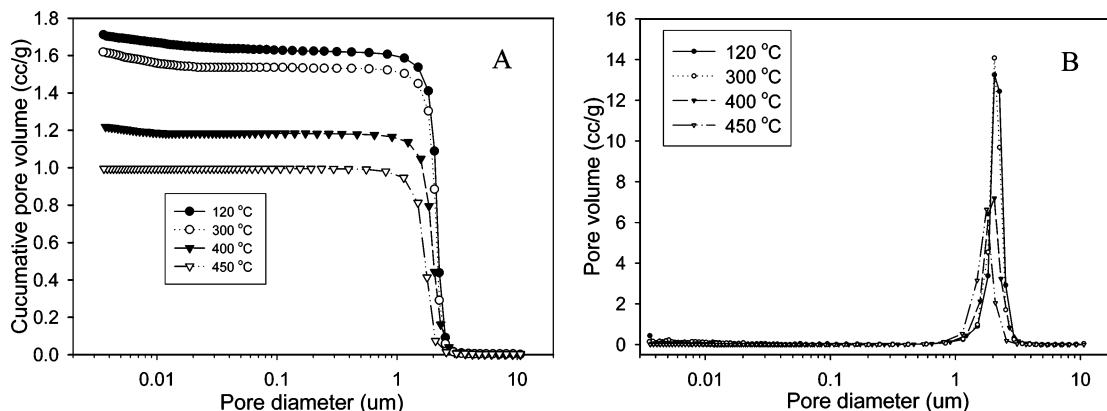 A
Cucumative pore volume (cc/g)
1.8
1.6
1.4
1.2
1.0
0.8
0.6
0.4
0.2
0.0
120 °C
300 °C
400 °C
450 °C
0.01
0.1
1
10
Pore diameter (um)
B
Pore volume (cc/g)
16
14
12
10
8
6
4
2
0
120 °C
300 °C
400 °C
450 °C
0.01
0.1
1
10
Pore diameter (um)